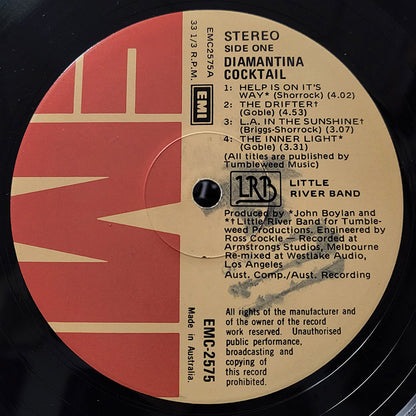 STEREO
SIDE ONE
DIAMANTINA
COCKTAIL
1: HELP IS ON IT'S
WAY* (Shorrock) (4.02)
2: THE DRIFTER†
(Goble) (4.53)
3: L.A. IN THE SUNSHINE†
(Briggs-Shorrock) (3.07)
4: THE INNER LIGHT*
(Goble) (3.31)
(All titles are published by
Tumbleweed Music)
LRB
LITTLE
RIVER BAND
Produced by *John Boylan and
*†Little River Band for Tumble-
weed Productions. Engineered by
Ross Cockle — Recorded at
Armstrongs Studios, Melbourne
Re-mixed at Westlake Audio,
Los Angeles
Aust. Comp./Aust. Recording
All rights of the manufacturer and
of the owner of the record
work reserved. Unauthorised
public performance,
broadcasting and
copying of
this record
prohibited.
EMC2575A
33 1/3 R.P.M.
EMI
EMI
EMC-2575
Made in Australia.